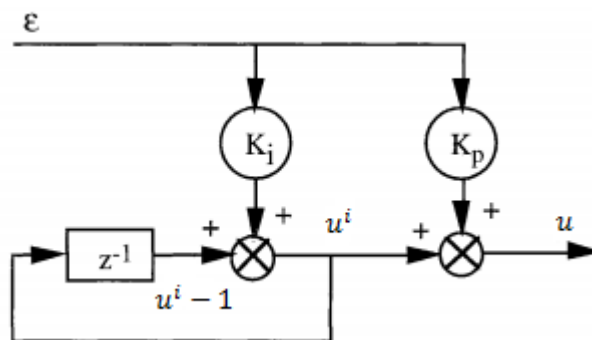 ε
K_i K_p
+ + u^i + + u
z^{-1}
u^i - 1